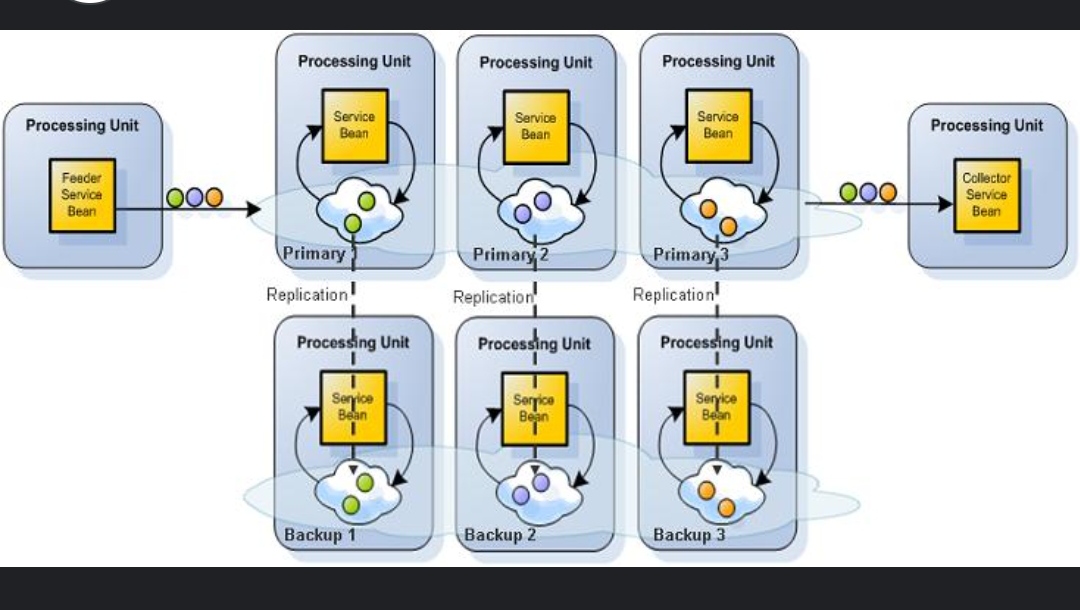 Processing Unit
Processing Unit
Processing Unit
Processing Unit
Processing Unit
Feeder
Service
Bean
Service
Bean
Service
Bean
Service
Bean
Collector
Service
Bean
Primary 1
Primary 2
Primary 3
Replication
Replication
Replication
Processing Unit
Processing Unit
Processing Unit
Service
Bean
Service
Bean
Service
Bean
Backup 1
Backup 2
Backup 3